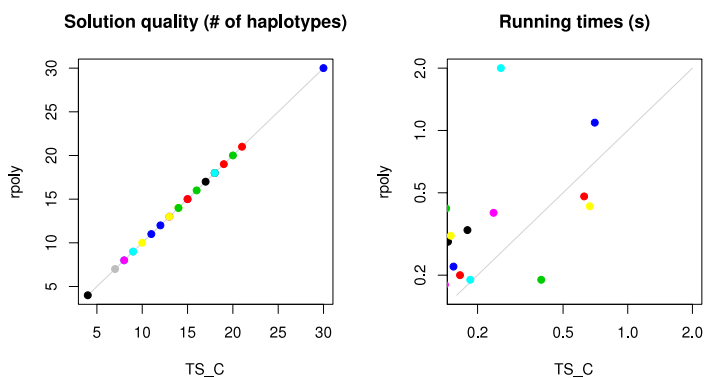 Solution quality (# of haplotypes)
30
25
20
15
10
5
rpoly
5 10 15 20 25 30
TS_C
Running times (s)
2.0
1.0
0.5
0.2
rpoly
0.2 0.5 1.0 2.0
TS_C